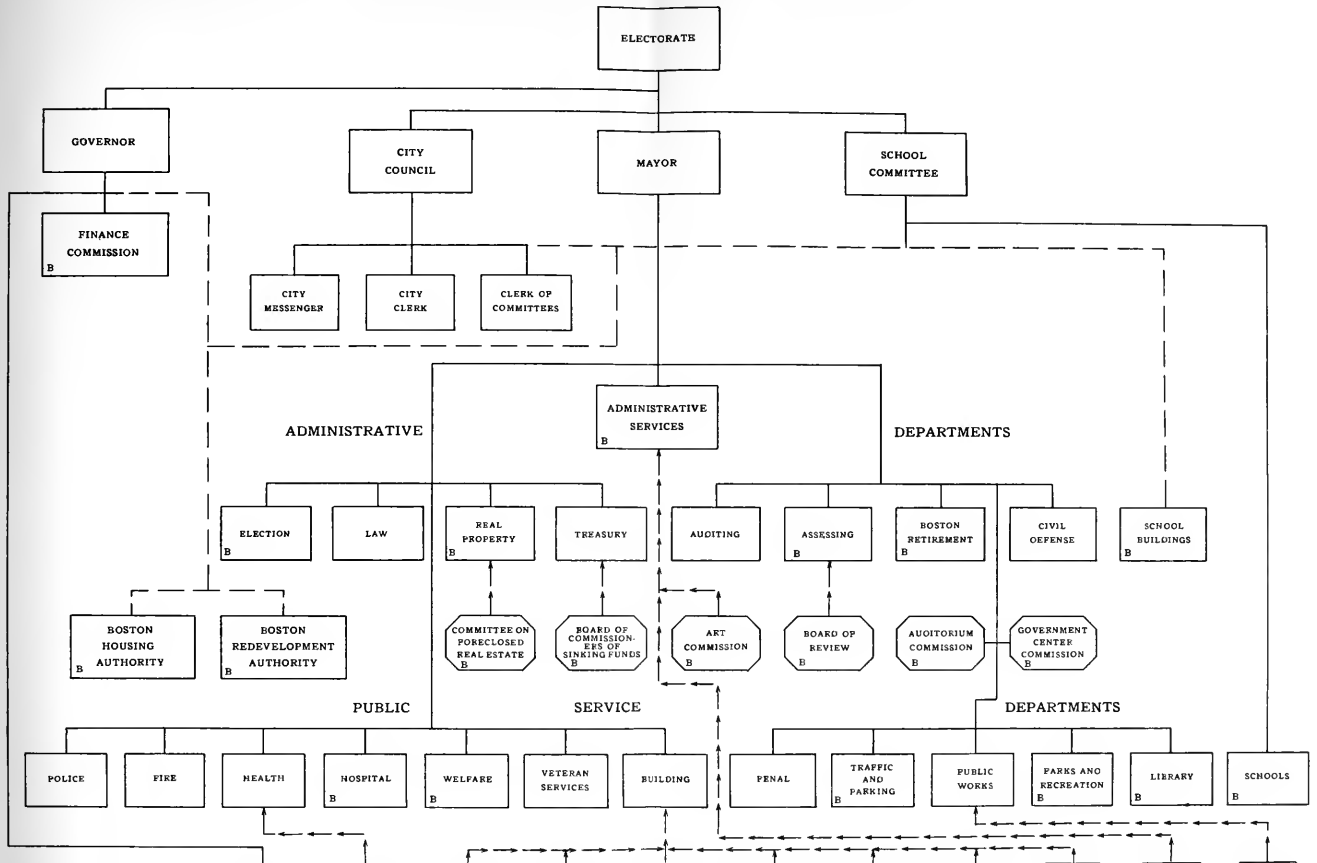 ELECTORATE
GOVERNOR
CITY
COUNCIL
MAYOR
SCHOOL
COMMITTEE
FINANCE
COMMISSION
B
CITY
MESSENGER
CITY
CLERK
CLERK OF
COMMITTEES
ADMINISTRATIVE
SERVICES
B
ADMINISTRATIVE
DEPARTMENTS
ELECTION
B
LAW
REAL
PROPERTY
B
TREASURY
AUDITING
ASSESSING
B
BOSTON
RETIREMENT
B
CIVIL
DEFENSE
SCHOOL
BUILDINGS
B
BOSTON
HOUSING
AUTHORITY
B
BOSTON
REDEVELOPMENT
AUTHORITY
B
COMMITTEE ON
FORECLOSED
REAL ESTATE
B
BOARD OF
COMMISSION-
ERS OF
SINKING FUNDS
B
ART
COMMISSION
B
BOARD OF
REVIEW
B
AUDITORIUM
COMMISSION
B
GOVERNMENT
CENTER
COMMISSION
B
PUBLIC
SERVICE
DEPARTMENTS
POLICE
FIRE
HEALTH
HOSPITAL
B
WELFARE
B
VETERAN
SERVICES
BUILDING
PENAL
TRAFFIC
AND
PARKING
B
PUBLIC
WORKS
PARKS AND
RECREATION
B
LIBRARY
B
SCHOOLS
B